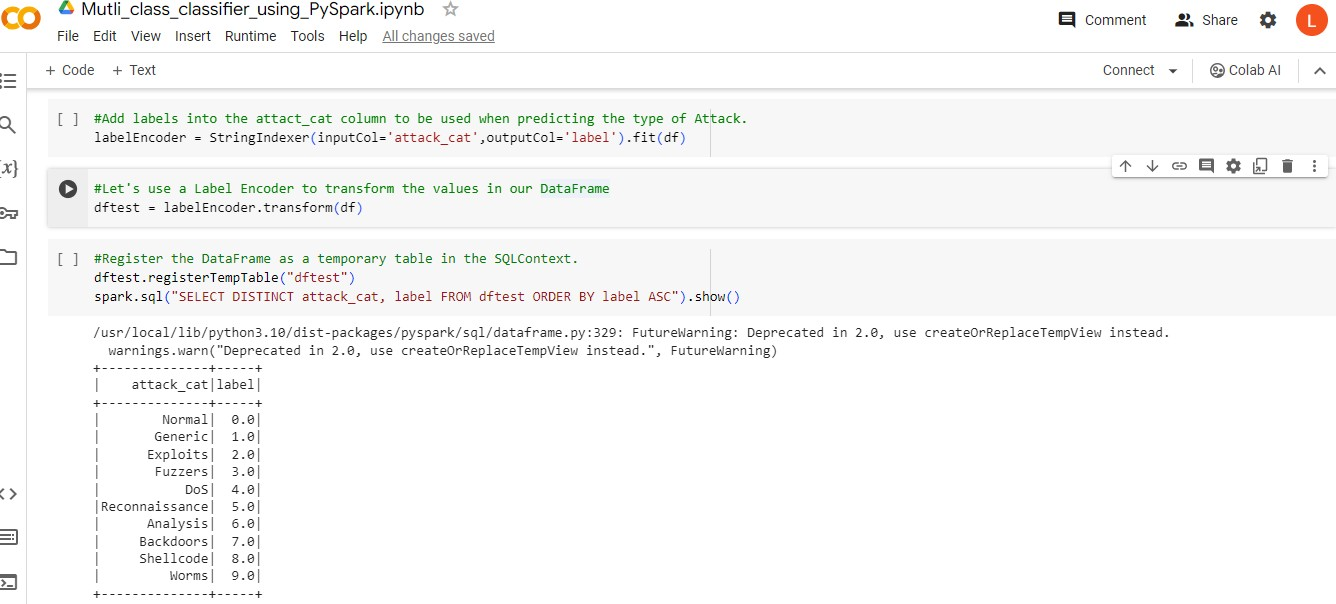 Mutli_class_classifier_using_PySpark.ipynb
File Edit View Insert Runtime Tools Help All changes saved
Comment Share L
+ Code + Text
Connect Colab AI
[ ] #Add labels into the attact_cat column to be used when predicting the type of Attack.
labelEncoder = StringIndexer(inputCol='attack_cat',outputCol='label').fit(df)
#Let's use a Label Encoder to transform the values in our DataFrame
dftest = labelEncoder.transform(df)
[ ] #Register the DataFrame as a temporary table in the SQLContext.
dftest.registerTempTable("dftest")
spark.sql("SELECT DISTINCT attack_cat, label FROM dftest ORDER BY label ASC").show()
/usr/local/lib/python3.10/dist-packages/pyspark/sql/dataframe.py:329: FutureWarning: Deprecated in 2.0, use createOrReplaceTempView instead.
warnings.warn("Deprecated in 2.0, use createOrReplaceTempView instead.", FutureWarning)
+--------------+-----+
|    attack_cat|label|
+--------------+-----+
|        Normal|  0.0|
|       Generic|  1.0|
|      Exploits|  2.0|
|       Fuzzers|  3.0|
|           DoS|  4.0|
|Reconnaissance|  5.0|
|      Analysis|  6.0|
|     Backdoors|  7.0|
|     Shellcode|  8.0|
|         Worms|  9.0|
+--------------+-----+
{x}